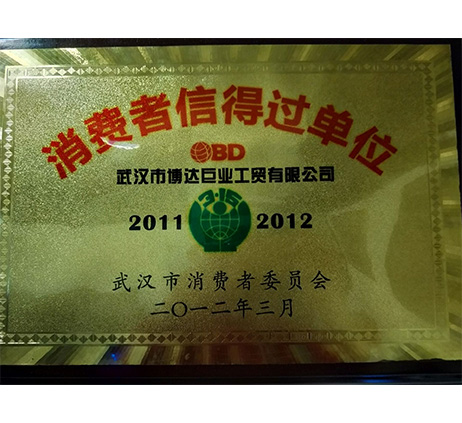 消费者信得过单位
BD
武汉市博达巨业工贸有限公司
2011 3·15 2012
武汉市消费者委员会
二〇一二年三月